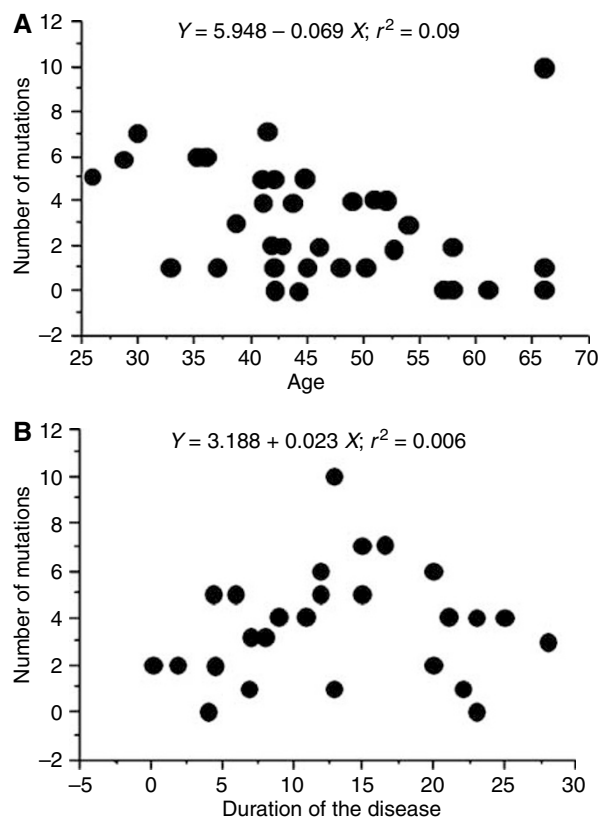 A
Y = 5.948 – 0.069 X; r² = 0.09
Number of mutations
12
10
8
6
4
2
0
–2
25 30 35 40 45 50 55 60 65 70
Age
B
Y = 3.188 + 0.023 X; r² = 0.006
Number of mutations
12
10
8
6
4
2
0
–2
–5 0 5 10 15 20 25 30
Duration of the disease